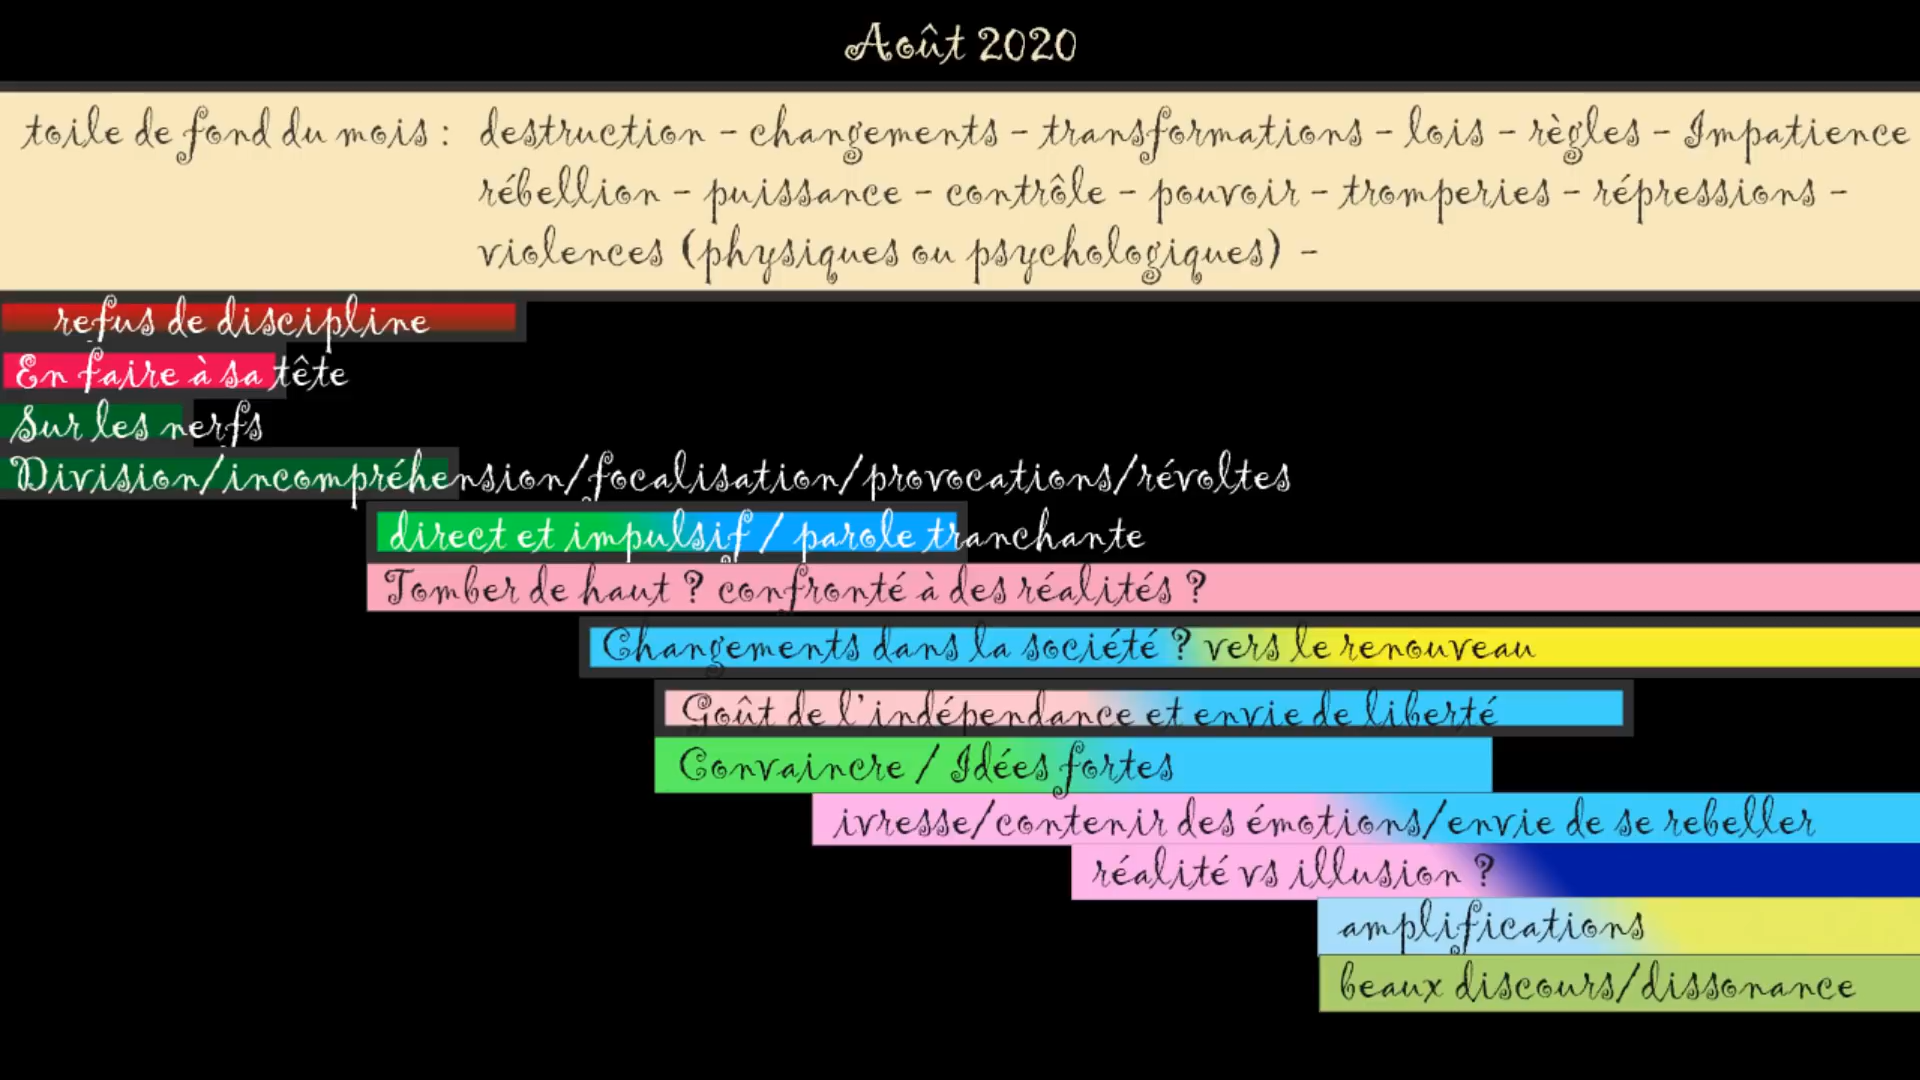 Août 2020
toile de fond du mois : destruction - changements - transformations - lois - règles - Impatience
rébellion - puissance - contrôle - pouvoir - tromperies - répressions -
violences (physiques ou psychologiques) -
refus de discipline
En faire à sa tête
Sur les nerfs
Division/incompréhension/focalisation/provocations/révoltes
direct et impulsif / parole tranchante
Tomber de haut ? confronté à des réalités ?
Changements dans la société ? vers le renouveau
Goût de l'indépendance et envie de liberté
Convaincre / Idées fortes
ivresse/contenir des émotions/envie de se rebeller
réalité vs illusion ?
amplifications
beaux discours/dissonance